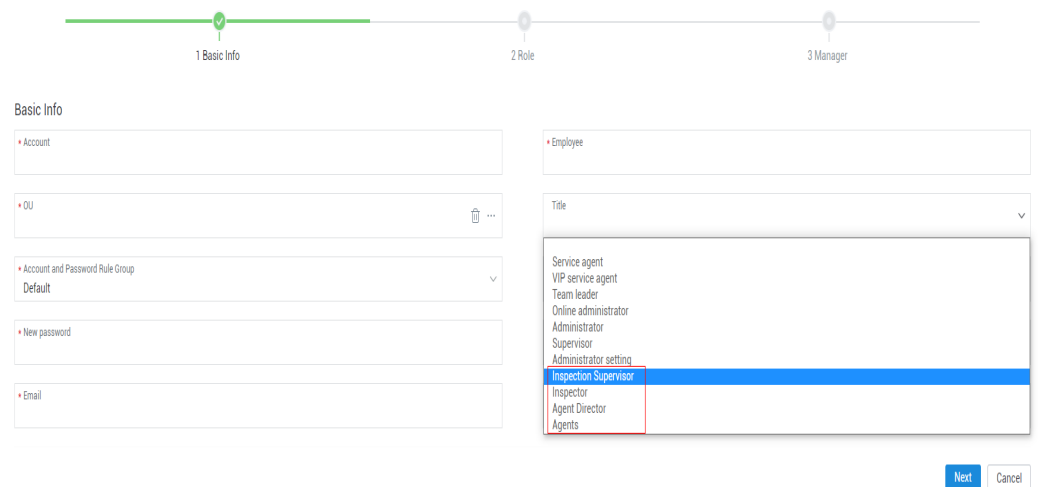 1 Basic Info
2 Role
3 Manager
Basic Info
* Account
* Employee
* OU
...
Title
* Account and Password Rule Group
Default
* New password
* Email
Service agent
VIP service agent
Team leader
Online administrator
Administrator
Supervisor
Administrator setting
Inspection Supervisor
Inspector
Agent Director
Agents
Next
Cancel